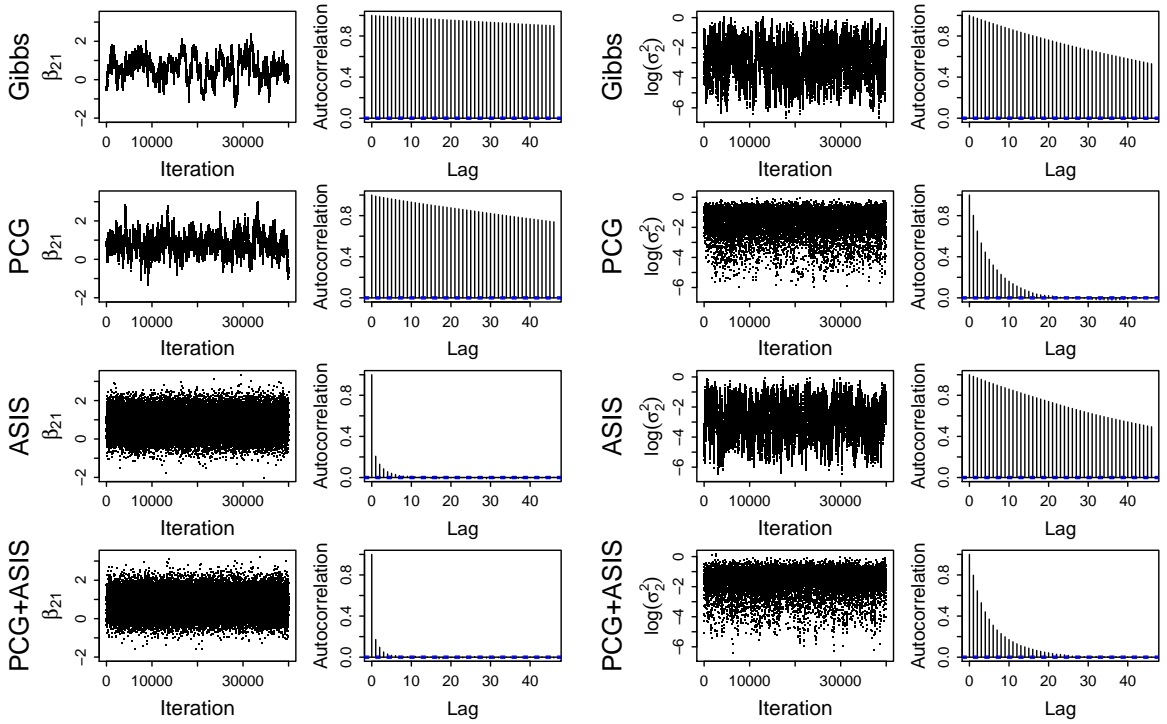 Gibbs
β21
2
0
−2
0 10000 30000
Iteration
Autocorrelation
0.8
0.4
0.0
0 10 20 30 40
Lag
Gibbs
log(σ₂²)
0
−2
−4
−6
0 10000 30000
Iteration
Autocorrelation
0.8
0.4
0.0
0 10 20 30 40
Lag
PCG
β21
2
0
−2
0 10000 30000
Iteration
Autocorrelation
0.8
0.4
0.0
0 10 20 30 40
Lag
PCG
log(σ₂²)
0
−2
−4
−6
0 10000 30000
Iteration
Autocorrelation
0.8
0.4
0.0
0 10 20 30 40
Lag
ASIS
β21
2
0
−2
0 10000 30000
Iteration
Autocorrelation
0.8
0.4
0.0
0 10 20 30 40
Lag
ASIS
log(σ₂²)
0
−2
−4
−6
0 10000 30000
Iteration
Autocorrelation
0.8
0.4
0.0
0 10 20 30 40
Lag
PCG+ASIS
β21
2
0
−2
0 10000 30000
Iteration
Autocorrelation
0.8
0.4
0.0
0 10 20 30 40
Lag
PCG+ASIS
log(σ₂²)
0
−2
−4
−6
0 10000 30000
Iteration
Autocorrelation
0.8
0.4
0.0
0 10 20 30 40
Lag